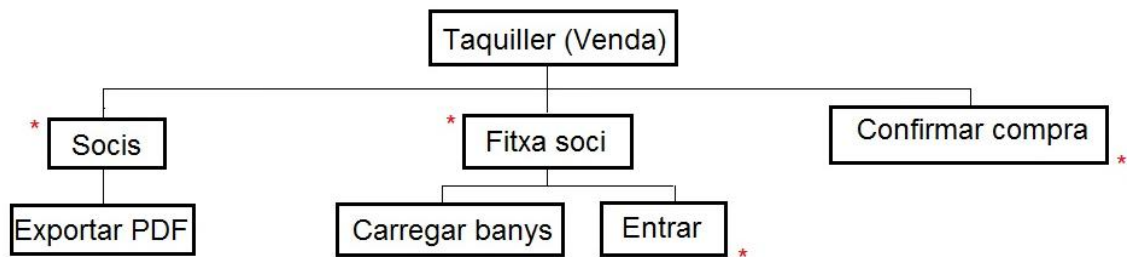 Taquiller (Venda)
* Socis
* Fitxa soci
Confirmar compra *
Exportar PDF
Carregar banys
Entrar *